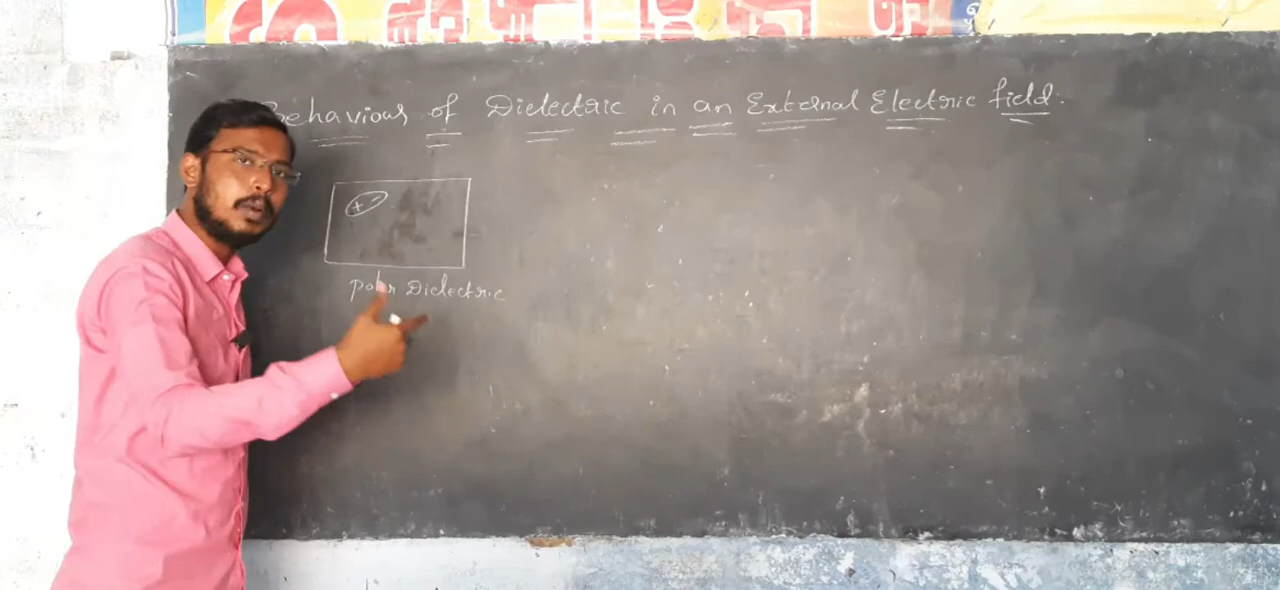 Behaviour of Dielectric in an External Electric field.
+ -
polar Dielectric